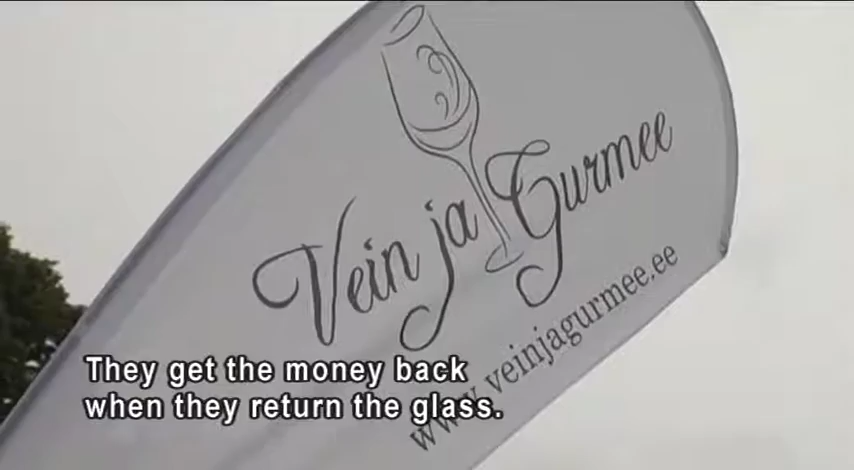 Vein ja Gurmee
www.veinjagurmee.ee
They get the money back
when they return the glass.